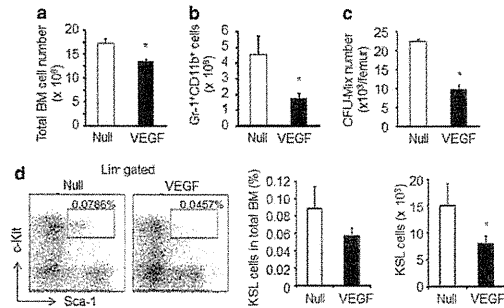 a
Total BM cell number
(x 10⁶)
20
15
10
5
0
*
Null VEGF
b
Gr-1⁺CD11b⁺ cells
(x 10⁶)
6
5
4
3
2
1
0
*
Null VEGF
c
CFU-Mix number
(x10³/femur)
25
20
15
10
5
0
*
Null VEGF
d
Lin⁻ gated
Null VEGF
0.0786% 0.0457%
c-Kit
Sca-1
KSL cells in total BM (%)
0.12
0.10
0.08
0.06
0.04
0.02
0
Null VEGF
KSL cells (x 10³)
20
15
10
5
0
*
Null VEGF